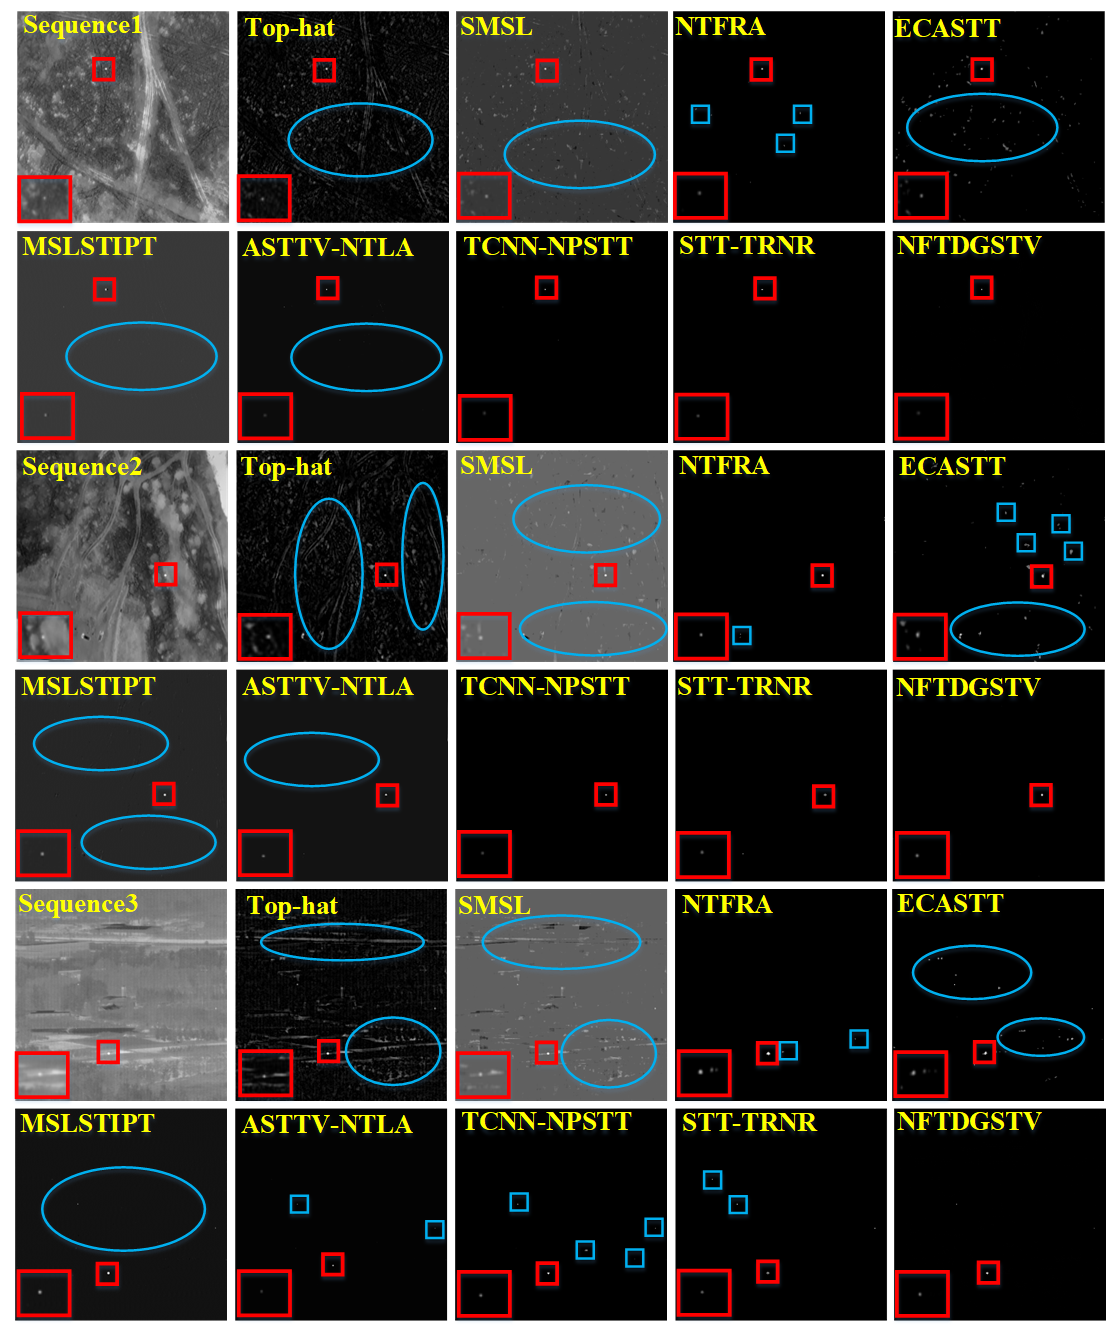 Sequence1 Top-hat SMSL NTFRA ECASTT
MSLSTIPT ASTTV-NTLA TCNN-NPSTT STT-TRNR NFTDGSTV
Sequence2 Top-hat SMSL NTFRA ECASTT
MSLSTIPT ASTTV-NTLA TCNN-NPSTT STT-TRNR NFTDGSTV
Sequence3 Top-hat SMSL NTFRA ECASTT
MSLSTIPT ASTTV-NTLA TCNN-NPSTT STT-TRNR NFTDGSTV